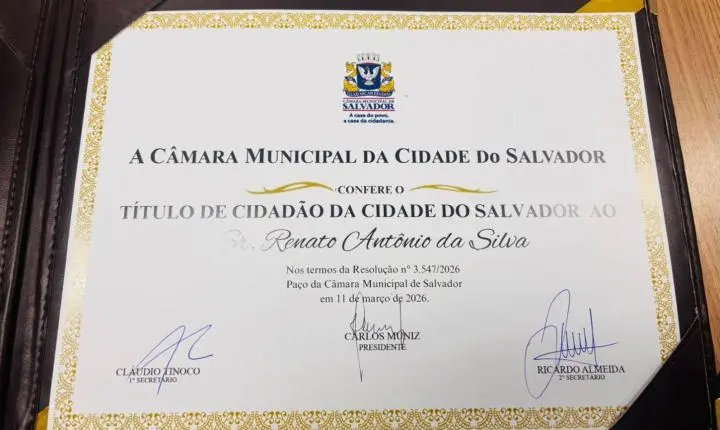 CÂMARA MUNICIPAL DE
SALVADOR
A casa do povo,
a casa da cidadania.
A CÂMARA MUNICIPAL DA CIDADE DO SALVADOR
CONFERE O
TÍTULO DE CIDADÃO DA CIDADE DO SALVADOR AO
Sr. Renato Antônio da Silva
Nos termos da Resolução nº 3.547/2026
Paço da Câmara Municipal de Salvador
em 11 de março de 2026.
CARLOS MUNIZ
PRESIDENTE
CLÁUDIO TINOCO
1º SECRETÁRIO
RICARDO ALMEIDA
2º SECRETÁRIO